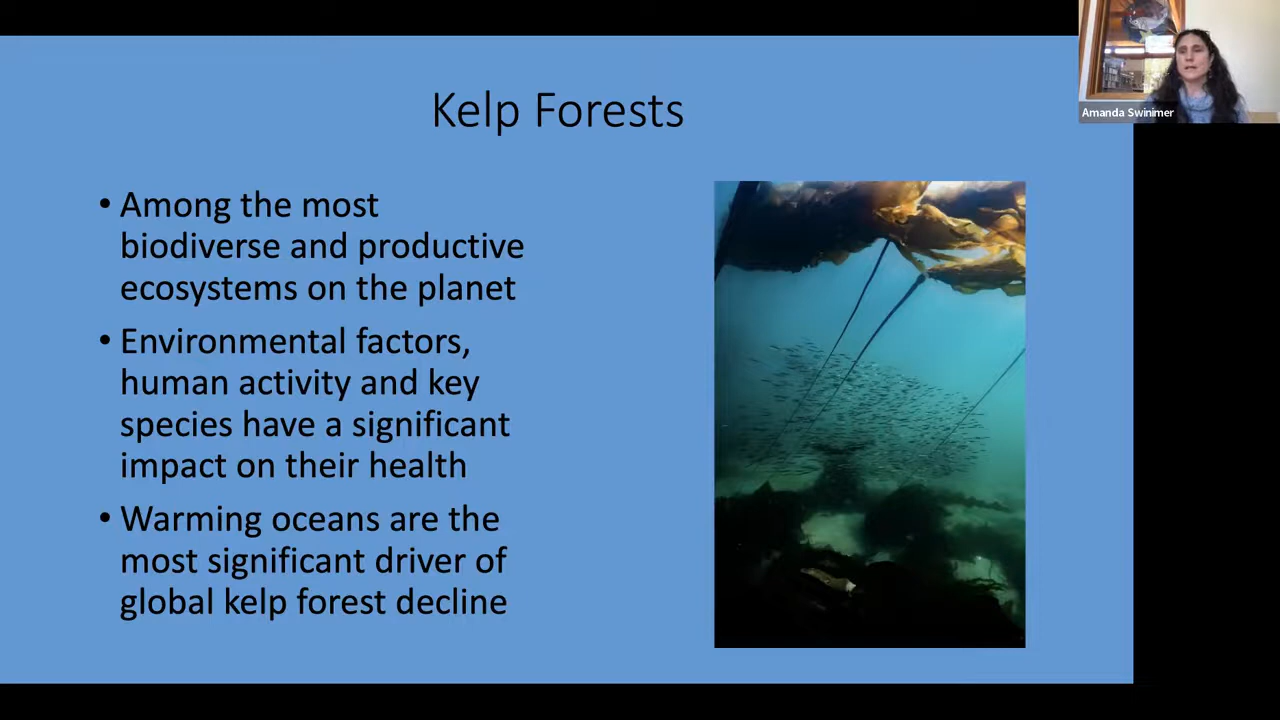 Kelp Forests
• Among the most
biodiverse and productive
ecosystems on the planet
• Environmental factors,
human activity and key
species have a significant
impact on their health
• Warming oceans are the
most significant driver of
global kelp forest decline
Amanda Swinimer